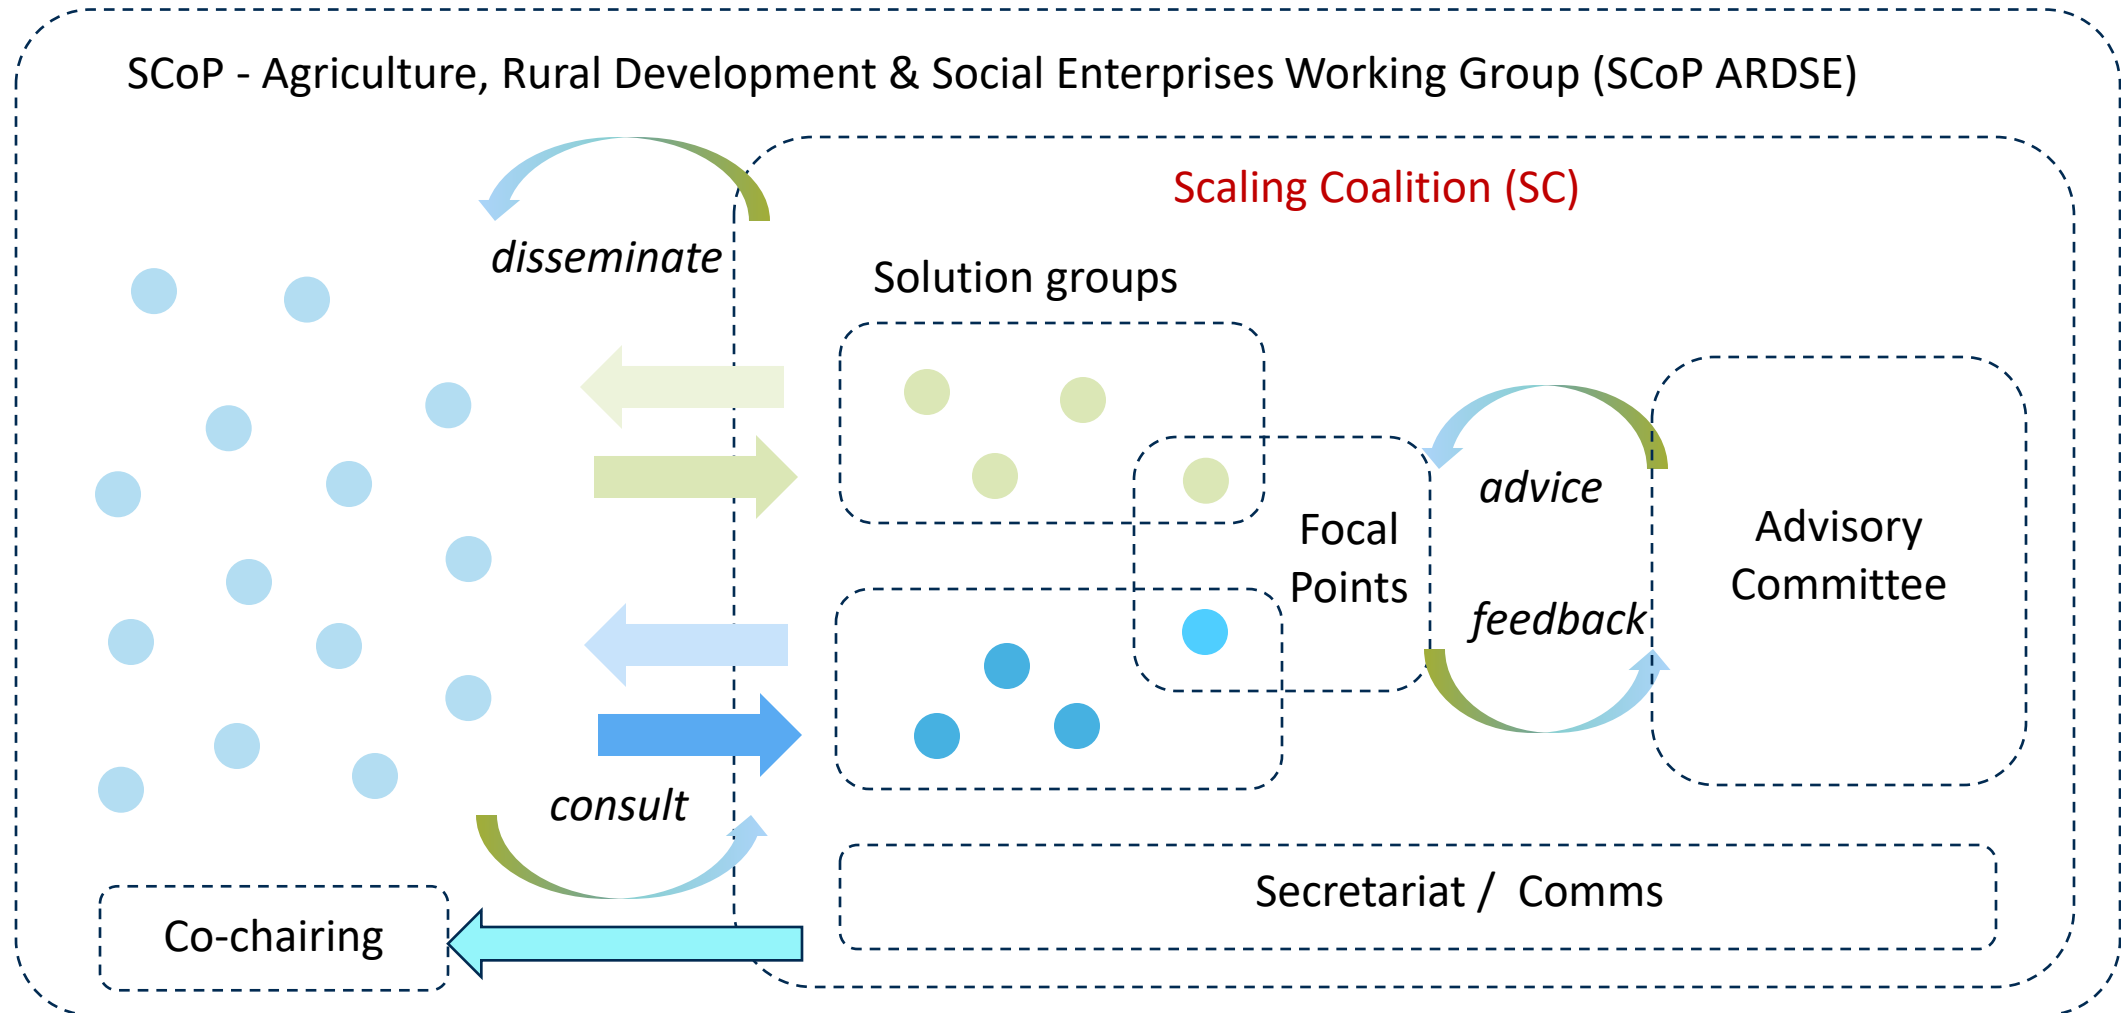 SCoP - Agriculture, Rural Development & Social Enterprises Working Group (SCoP ARDSE)
Scaling Coalition (SC)
disseminate
Solution groups
advice
Focal
Points
Advisory
Committee
feedback
consult
Secretariat / Comms
Co-chairing